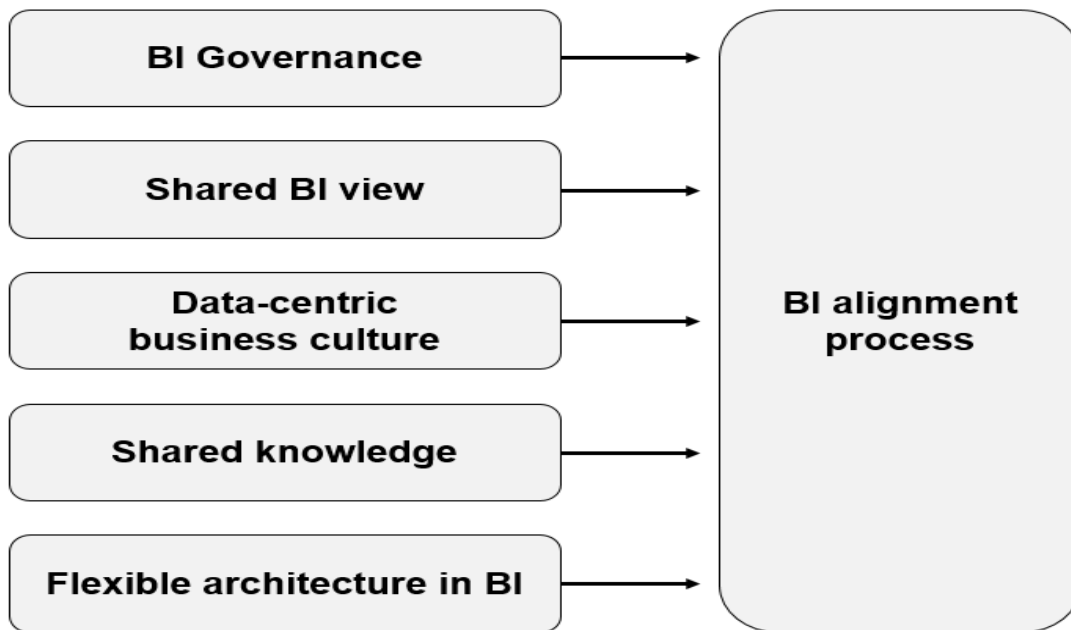 BI Governance
Shared BI view
Data-centric
business culture
Shared knowledge
Flexible architecture in BI
BI alignment
process